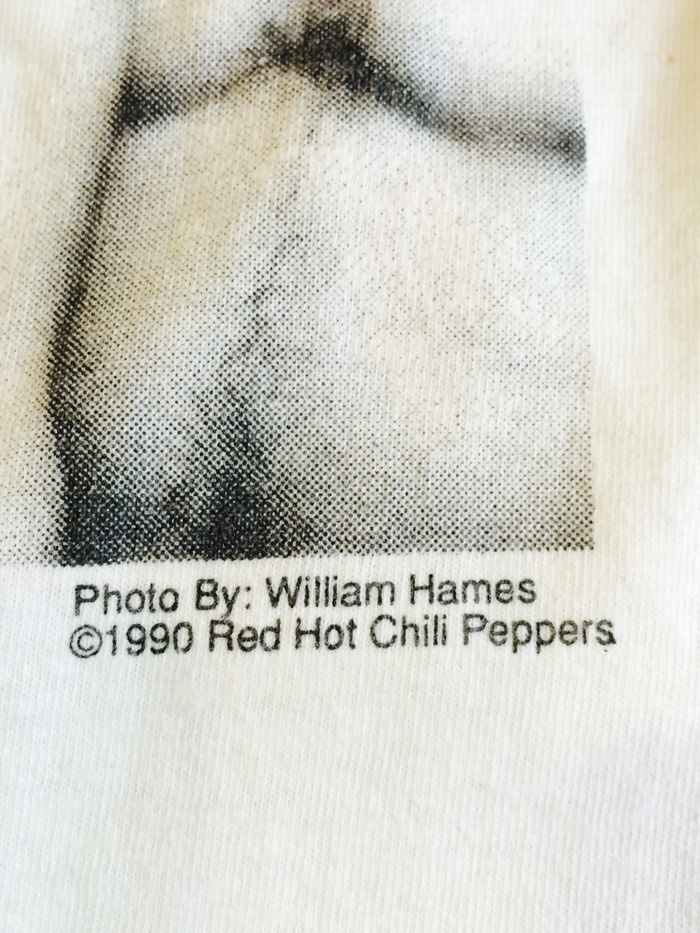 Photo By: William Hames
©1990 Red Hot Chili Peppers